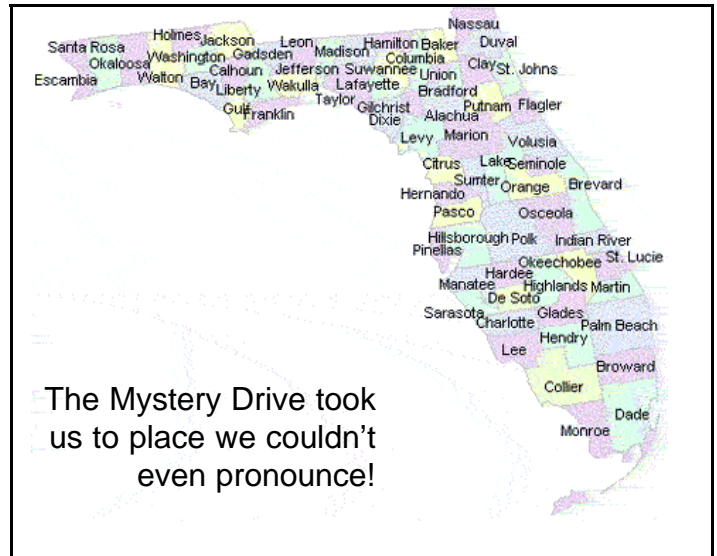 Nassau
Santa Rosa Holmes Jackson Leon Hamilton Baker Duval
Okaloosa Washington Gadsden Madison Columbia
Escambia Walton Calhoun Jefferson Suwannee Union Clay St. Johns
Bay Liberty Wakulla Lafayette Bradford
Gulf Franklin Taylor Gilchrist Alachua Putnam Flagler
Dixie
Levy Marion Volusia
Citrus Lake Seminole
Sumter Orange Brevard
Hernando
Pasco Osceola
Hillsborough Polk Indian River
Pinellas
Okeechobee St. Lucie
Hardee
Manatee Highlands Martin
De Soto
Sarasota Glades
Charlotte Palm Beach
Hendry
Lee
Broward
Collier
Dade
Monroe
The Mystery Drive took
us to place we couldn't
even pronounce!